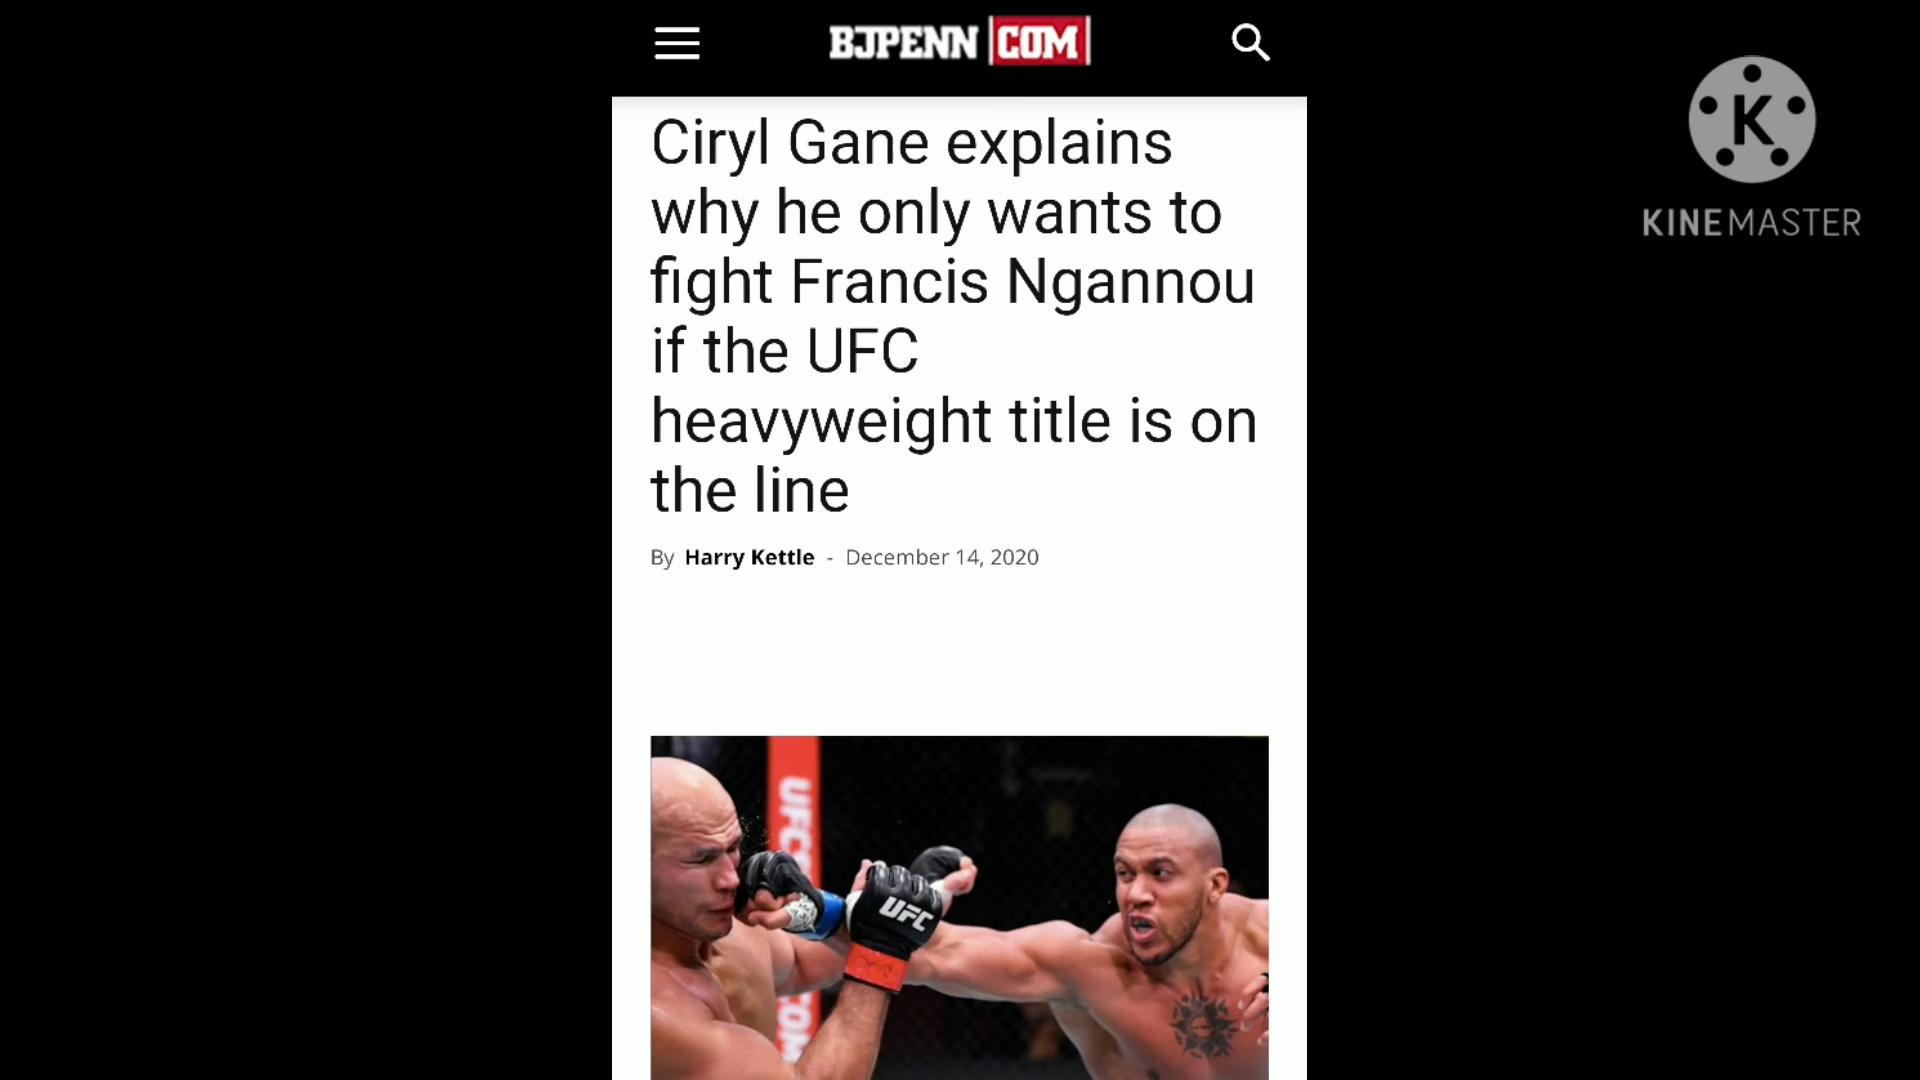 BJPENN COM
Ciryl Gane explains
why he only wants to
fight Francis Ngannou
if the UFC
heavyweight title is on
the line
By Harry Kettle - December 14, 2020
K
KINEMASTER
UFC
UFC
.COM